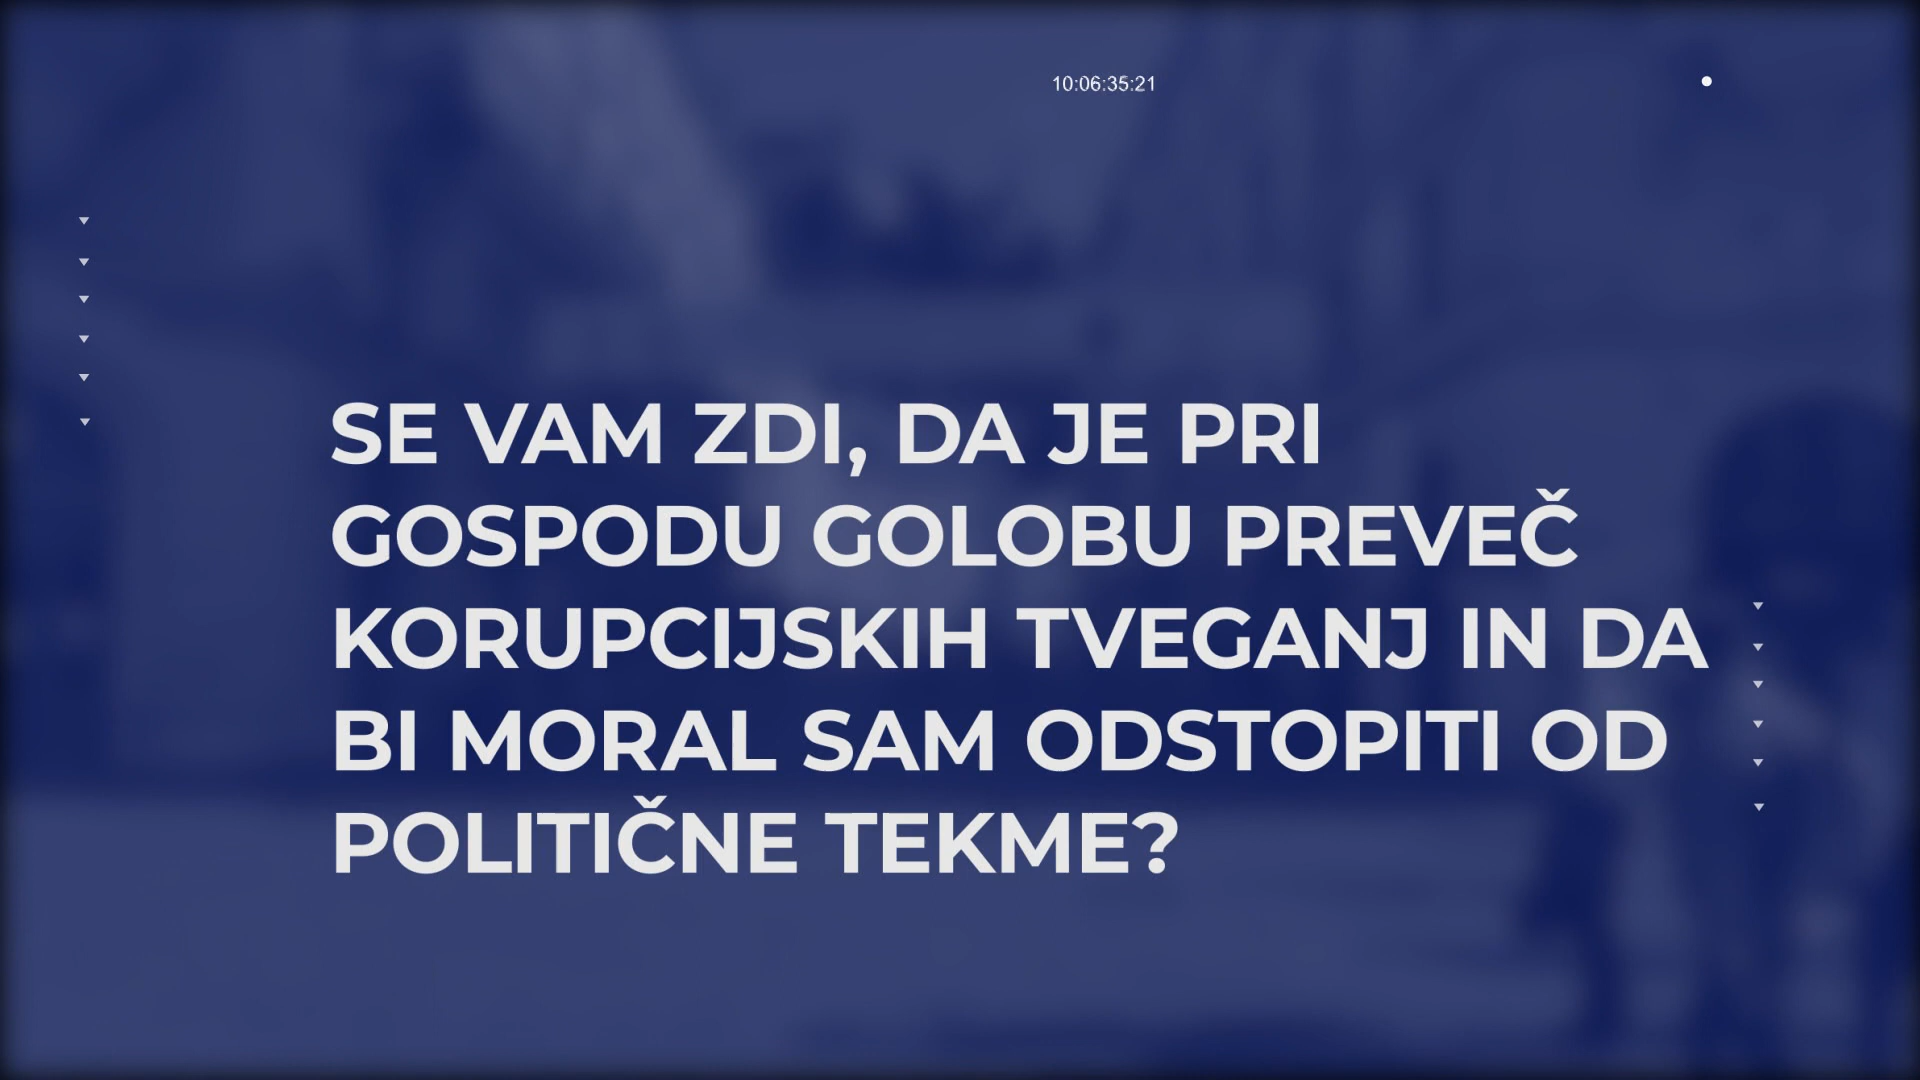 10:06:35:21
SE VAM ZDI, DA JE PRI
GOSPODU GOLOBU PREVEČ
KORUPCIJSKIH TVEGANJ IN DA
BI MORAL SAM ODSTOPITI OD
POLITIČNE TEKME?